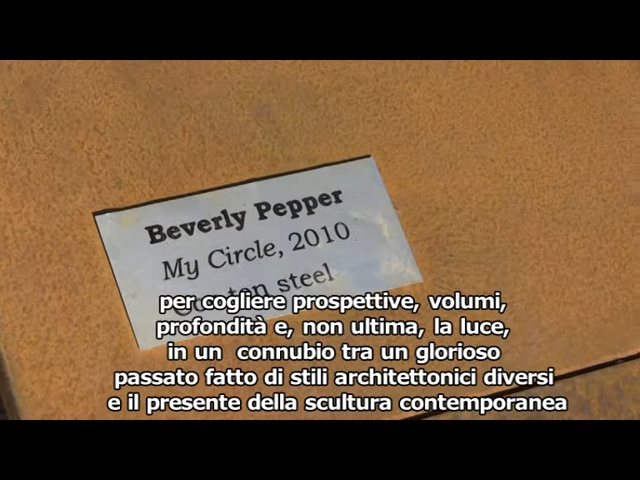 Beverly Pepper
My Circle, 2010
steel
per cogliere prospettive, volumi,
profondità e, non ultima, la luce,
in un connubio tra un glorioso
passato fatto di stili architettonici diversi
e il presente della scultura contemporanea